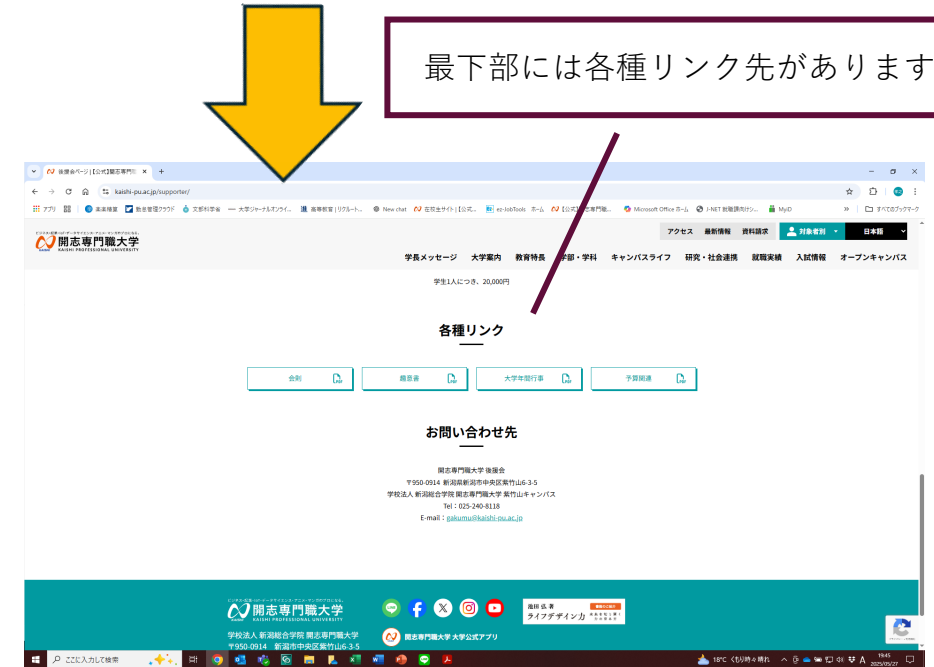 最下部には各種リンク先があります
後援会ページ | 【公式】開志専門職
kaishi-pu.ac.jp/supporter/
アプリ
楽楽精算
勤怠管理クラウド
文部科学省
大学ジャーナルオンライ...
高等教育 | リクルート...
New chat
在校生サイト | 【公式...
ez-JobTools ホーム
Microsoft Office ホーム
J-NET 就職課向けシ...
MyiD
すべてのブックマーク
開志専門職大学
KAISHI PROFESSIONAL UNIVERSITY
アクセス 最新情報 資料請求 対象者別 日本語
学長メッセージ 大学案内 教育特長 学部・学科 キャンパスライフ 研究・社会連携 就職実績 入試情報 オープンキャンパス
学生1人につき、20,000円
各種リンク
会則 PDF
趣意書 PDF
大学年間行事 PDF
予算関連 PDF
お問い合わせ先
開志専門職大学 後援会
〒950-0914 新潟県新潟市中央区紫竹山6-3-5
学校法人 新潟総合学院 開志専門職大学 紫竹山キャンパス
Tel：025-240-8118
E-mail：gakumu@kaishi-pu.ac.jp
開志専門職大学
KAISHI PROFESSIONAL UNIVERSITY
学校法人 新潟総合学院 開志専門職大学
〒950-0914 新潟市中央区紫竹山6-3-5
開志専門職大学 大学公式アプリ
池田 弘 著
ライフデザイン力
ここに入力して検索
18°C くもり時々晴れ
19:45
2025/05/27